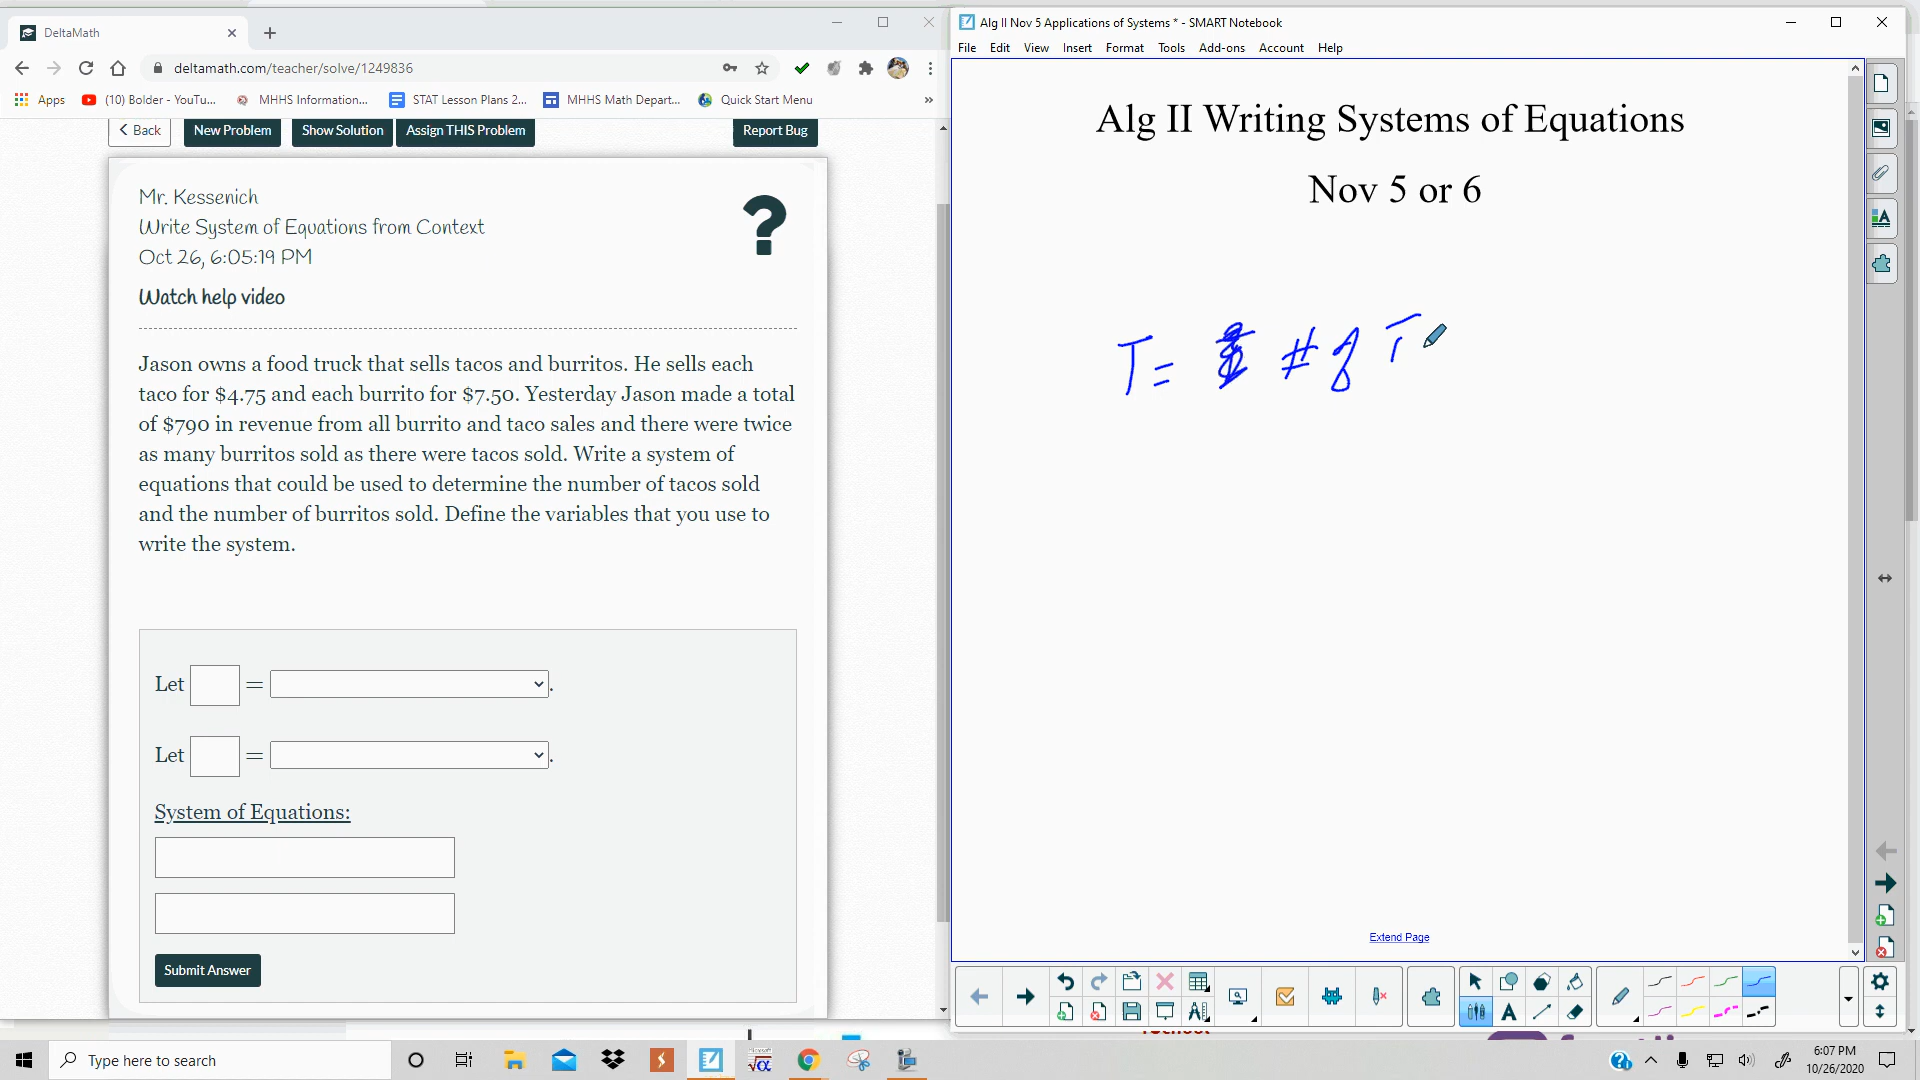 DeltaMath
Alg II Nov 5 Applications of Systems * - SMART Notebook
File Edit View Insert Format Tools Add-ons Account Help
deltamath.com/teacher/solve/1249836
Apps (10) Bolder - YouTu... MHHS Information... STAT Lesson Plans 2... MHHS Math Depart... Quick Start Menu »
Back New Problem Show Solution Assign THIS Problem Report Bug
Mr. Kessenich
Write System of Equations from Context
Oct 26, 6:05:19 PM
Watch help video
?
Jason owns a food truck that sells tacos and burritos. He sells each
taco for $4.75 and each burrito for $7.50. Yesterday Jason made a total
of $790 in revenue from all burrito and taco sales and there were twice
as many burritos sold as there were tacos sold. Write a system of
equations that could be used to determine the number of tacos sold
and the number of burritos sold. Define the variables that you use to
write the system.
Let =
.
Let =
.
System of Equations:
Submit Answer
Alg II Writing Systems of Equations
Nov 5 or 6
T = # of T
Extend Page
Type here to search
6:07 PM
10/26/2020